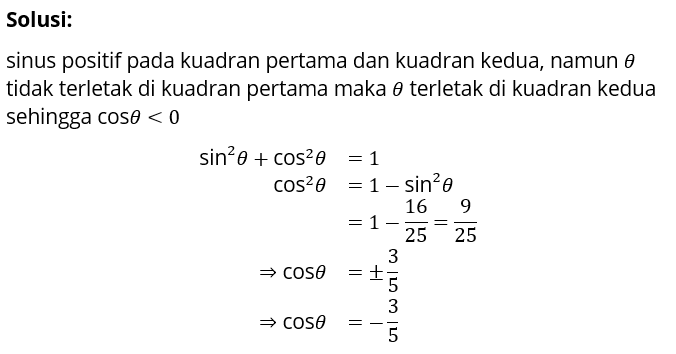 Solusi:
sinus positif pada kuadran pertama dan kuadran kedua, namun θ
tidak terletak di kuadran pertama maka θ terletak di kuadran kedua
sehingga cosθ < 0
sin²θ + cos²θ = 1
cos²θ = 1 − sin²θ
= 1 − 16/25 = 9/25
⇒ cosθ = ±3/5
⇒ cosθ = −3/5